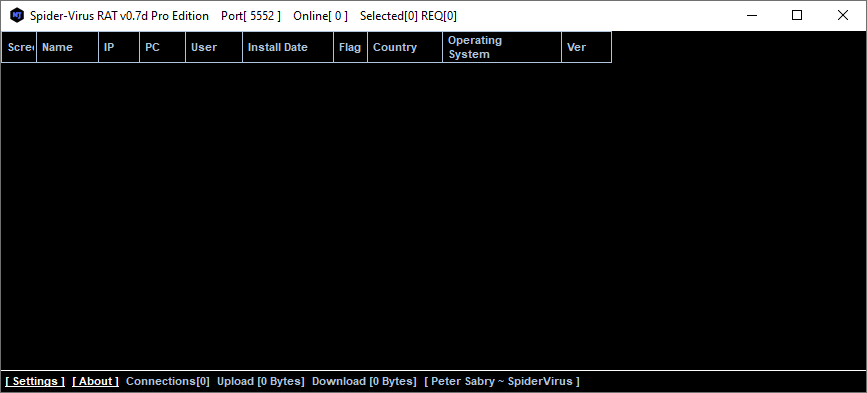 Spider-Virus RAT v0.7d Pro Edition Port[ 5552 ] Online[ 0 ] Selected[0] REQ[0]
Scree Name IP PC User Install Date Flag Country Operating System Ver
[ Settings ] [ About ] Connections[0] Upload [0 Bytes] Download [0 Bytes] [ Peter Sabry ~ SpiderVirus ]